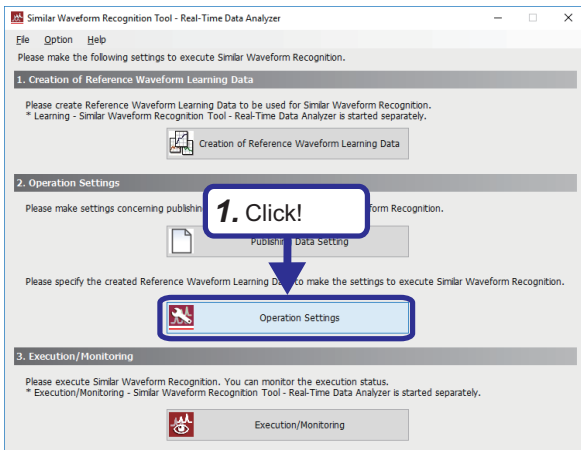 Similar Waveform Recognition Tool - Real-Time Data Analyzer
File Option Help
Please make the following settings to execute Similar Waveform Recognition.
1. Creation of Reference Waveform Learning Data
Please create Reference Waveform Learning Data to be used for Similar Waveform Recognition.
* Learning - Similar Waveform Recognition Tool - Real-Time Data Analyzer is started separately.
Creation of Reference Waveform Learning Data
2. Operation Settings
Please make settings concerning publishing form Recognition.
1. Click!
Publishing Data Setting
Please specify the created Reference Waveform Learning to make the settings to execute Similar Waveform Recognition.
Operation Settings
3. Execution/Monitoring
Please execute Similar Waveform Recognition. You can monitor the execution status.
* Execution/Monitoring - Similar Waveform Recognition Tool - Real-Time Data Analyzer is started separately.
Execution/Monitoring